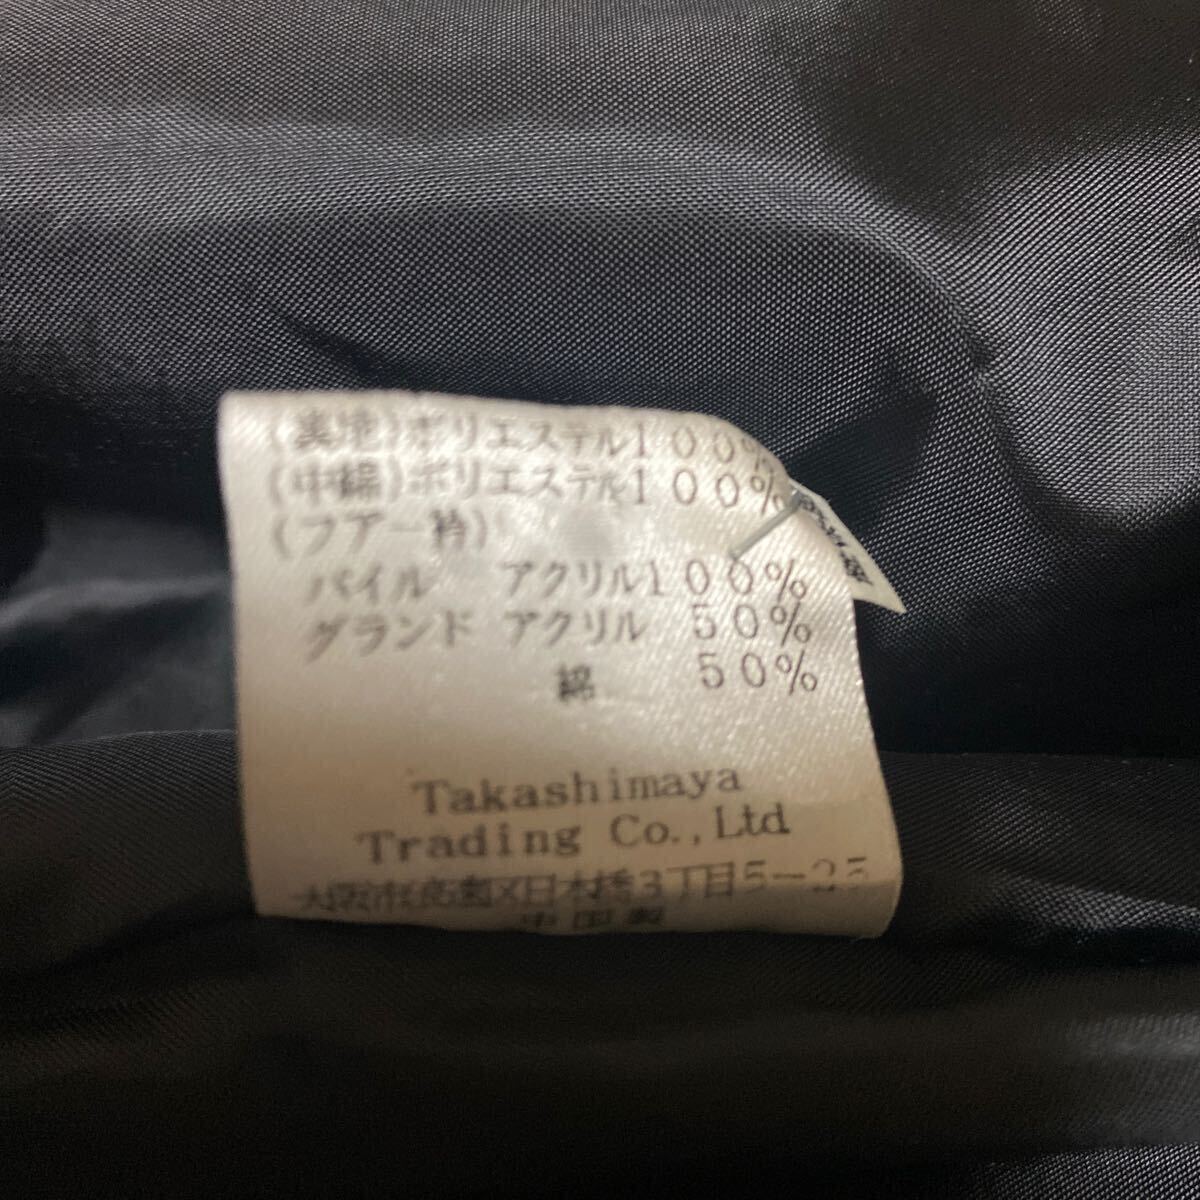 (裏地)ポリエステル100%
(中綿)ポリエステル100%
(ファー衿)
パイル アクリル100%
グランド アクリル 50%
綿 50%
Takashimaya
Trading Co.,Ltd
大阪市浪速区日本橋3丁目5-25
中国製